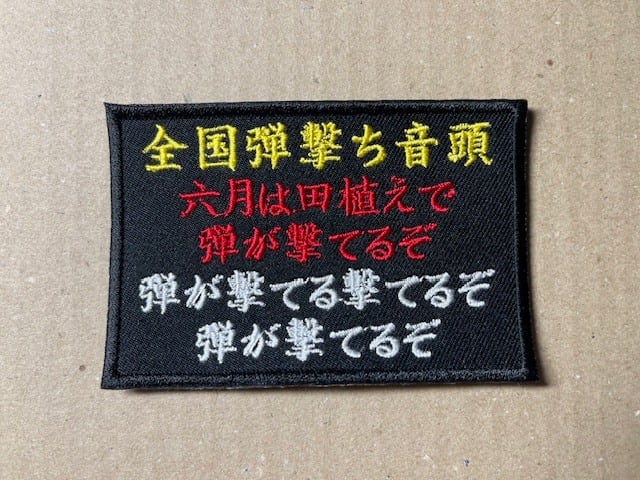 全国弾撃ち音頭
六月は田植えで
弾が撃てるぞ
弾が撃てる撃てるぞ
弾が撃てるぞ